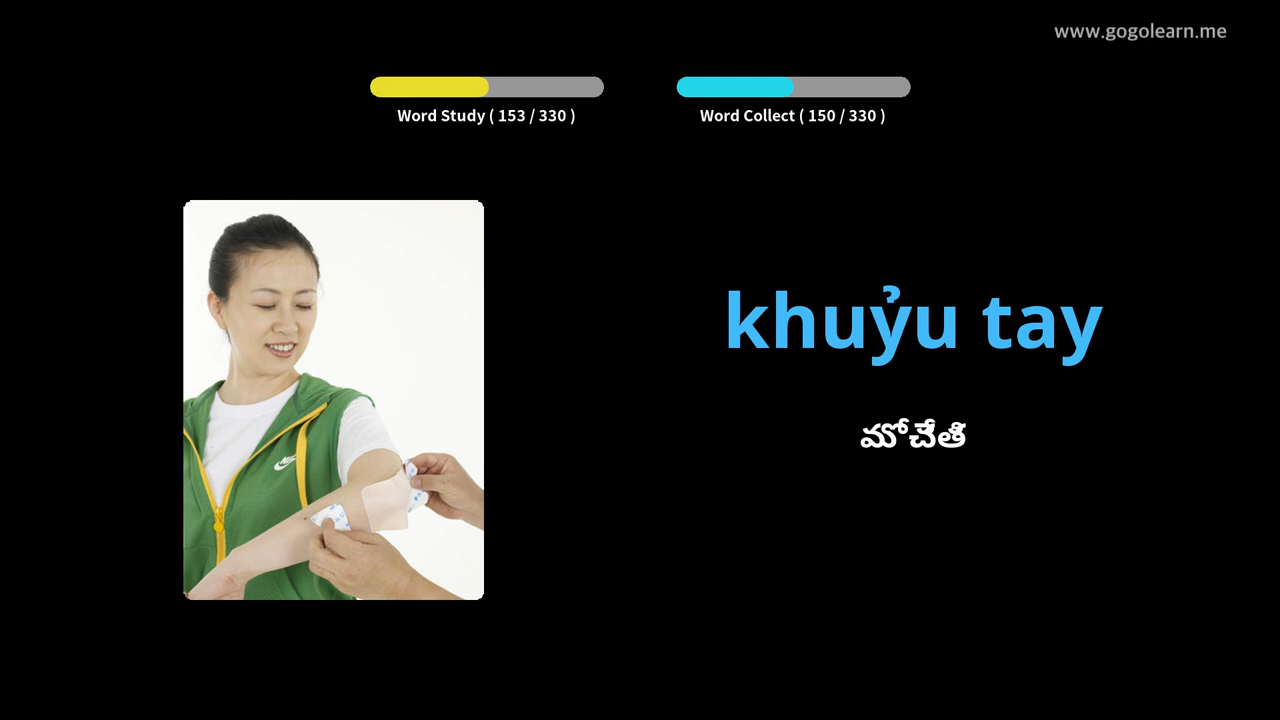 www.gogolearn.me
Word Study ( 153 / 330 )
Word Collect ( 150 / 330 )
khuỷu tay
మోచేతి